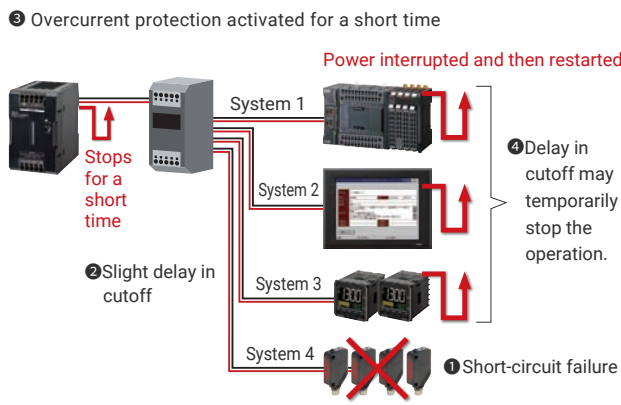 ❸ Overcurrent protection activated for a short time
Power interrupted and then restarted
System 1
Stops
for a
short
time
System 2
❹Delay in
cutoff may
temporarily
stop the
operation.
❷Slight delay in
cutoff
System 3
System 4
❶Short-circuit failure